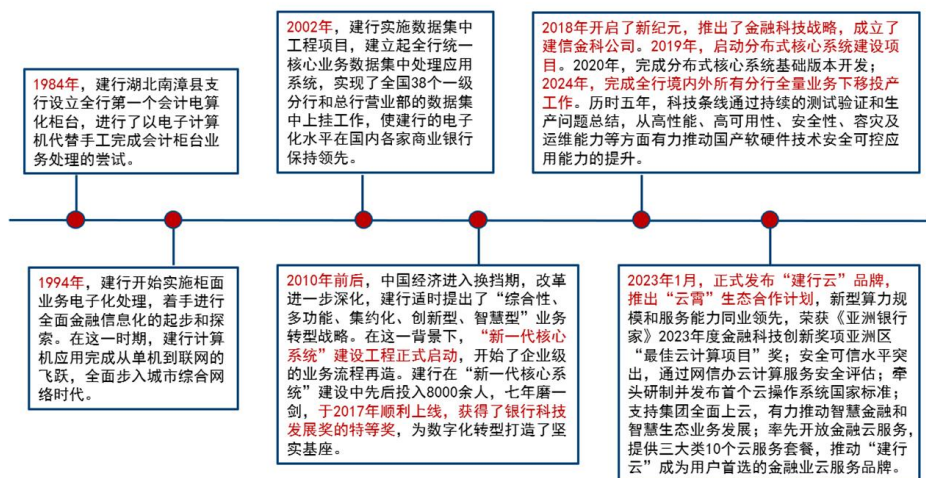 1984年，建行湖北南漳县支
行设立全行第一个会计电算
化柜台，进行了以电子计算
机代替手工完成会计柜台业
务处理的尝试。
2002年，建行实施数据集中
工程项目，建立起全行统一
核心业务数据集中处理应用
系统，实现了全国38个一级
分行和总行营业部的数据集
中上挂工作，使建行的电子
化水平在国内各家商业银行
保持领先。
2018年开启了新纪元，推出了金融科技战略，成立了
建信金科公司。2019年，启动分布式核心系统建设项
目。2020年，完成分布式核心系统基础版本开发；
2024年，完成全行境内外所有分行全量业务下移投产
工作。历时五年，科技条线通过持续的测试验证和生
产问题总结，从高性能、高可用性、安全性、容灾及
运维能力等方面有力推动国产软硬件技术安全可控应
用能力的提升。
1994年，建行开始实施柜面
业务电子化处理，着手进行
全面金融信息化的起步和探
索。在这一时期，建行计算
机应用完成从单机到联网的
飞跃，全面步入城市综合网
络时代。
2010年前后，中国经济进入换挡期，改革
进一步深化，建行适时提出了“综合性、
多功能、集约化、创新型、智慧型”业务
转型战略。在这一背景下，“新一代核心
系统”建设工程正式启动，开始了企业级
的业务流程再造。建行在“新一代核心系
统”建设中先后投入8000余人，七年磨一
剑，于2017年顺利上线，获得了银行科技
发展奖的特等奖，为数字化转型打造了坚
实基座。
2023年1月，正式发布“建行云”品牌，
推出“云霄”生态合作计划，新型算力规
模和服务能力同业领先，荣获《亚洲银行
家》2023年度金融科技创新奖项亚洲区
“最佳云计算项目”奖；安全可信水平突
出，通过网信办云计算服务安全评估；牵
头研制并发布首个云操作系统国家标准；
支持集团全面上云，有力推动智慧金融和
智慧生态业务发展；率先开放金融云服务，
提供三大类10个云服务套餐，推动“建行
云”成为用户首选的金融业云服务品牌。